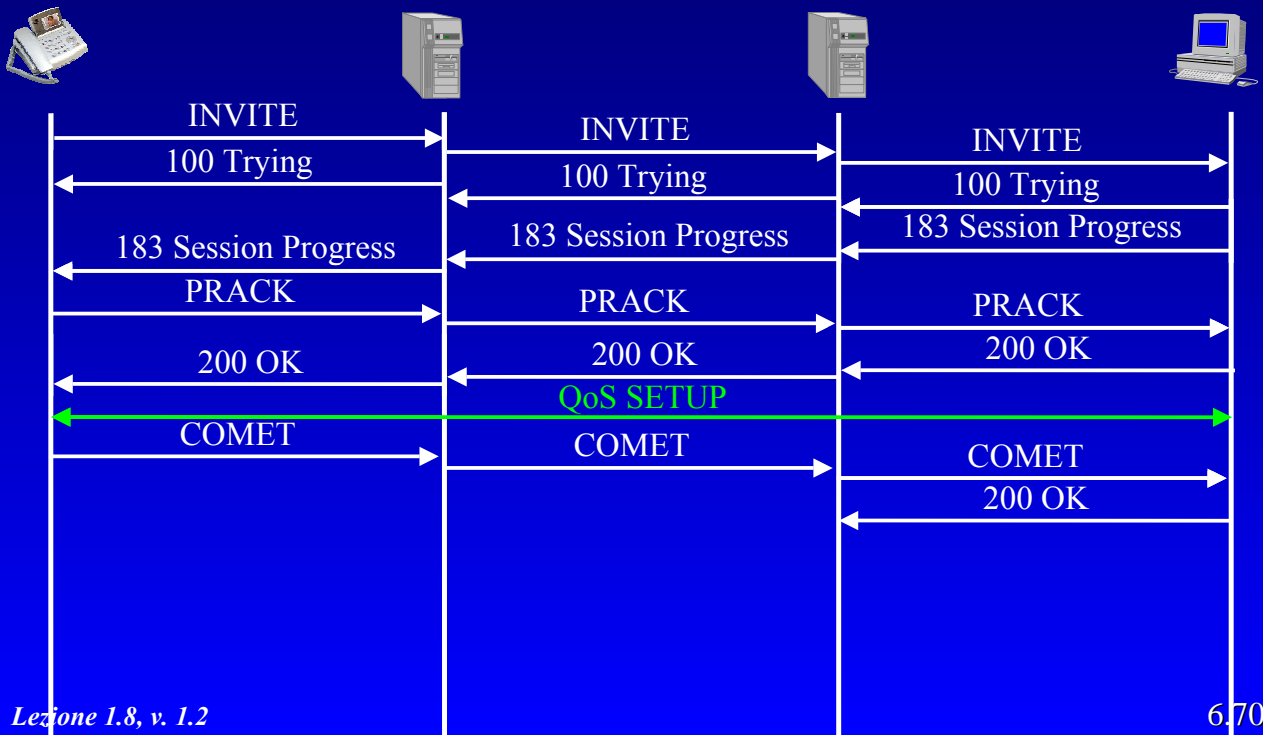 INVITE
INVITE
INVITE
100 Trying
100 Trying
100 Trying
183 Session Progress
183 Session Progress
183 Session Progress
PRACK
PRACK
PRACK
200 OK
200 OK
200 OK
QoS SETUP
COMET
COMET
COMET
200 OK
Lezione 1.8, v. 1.2
6.70